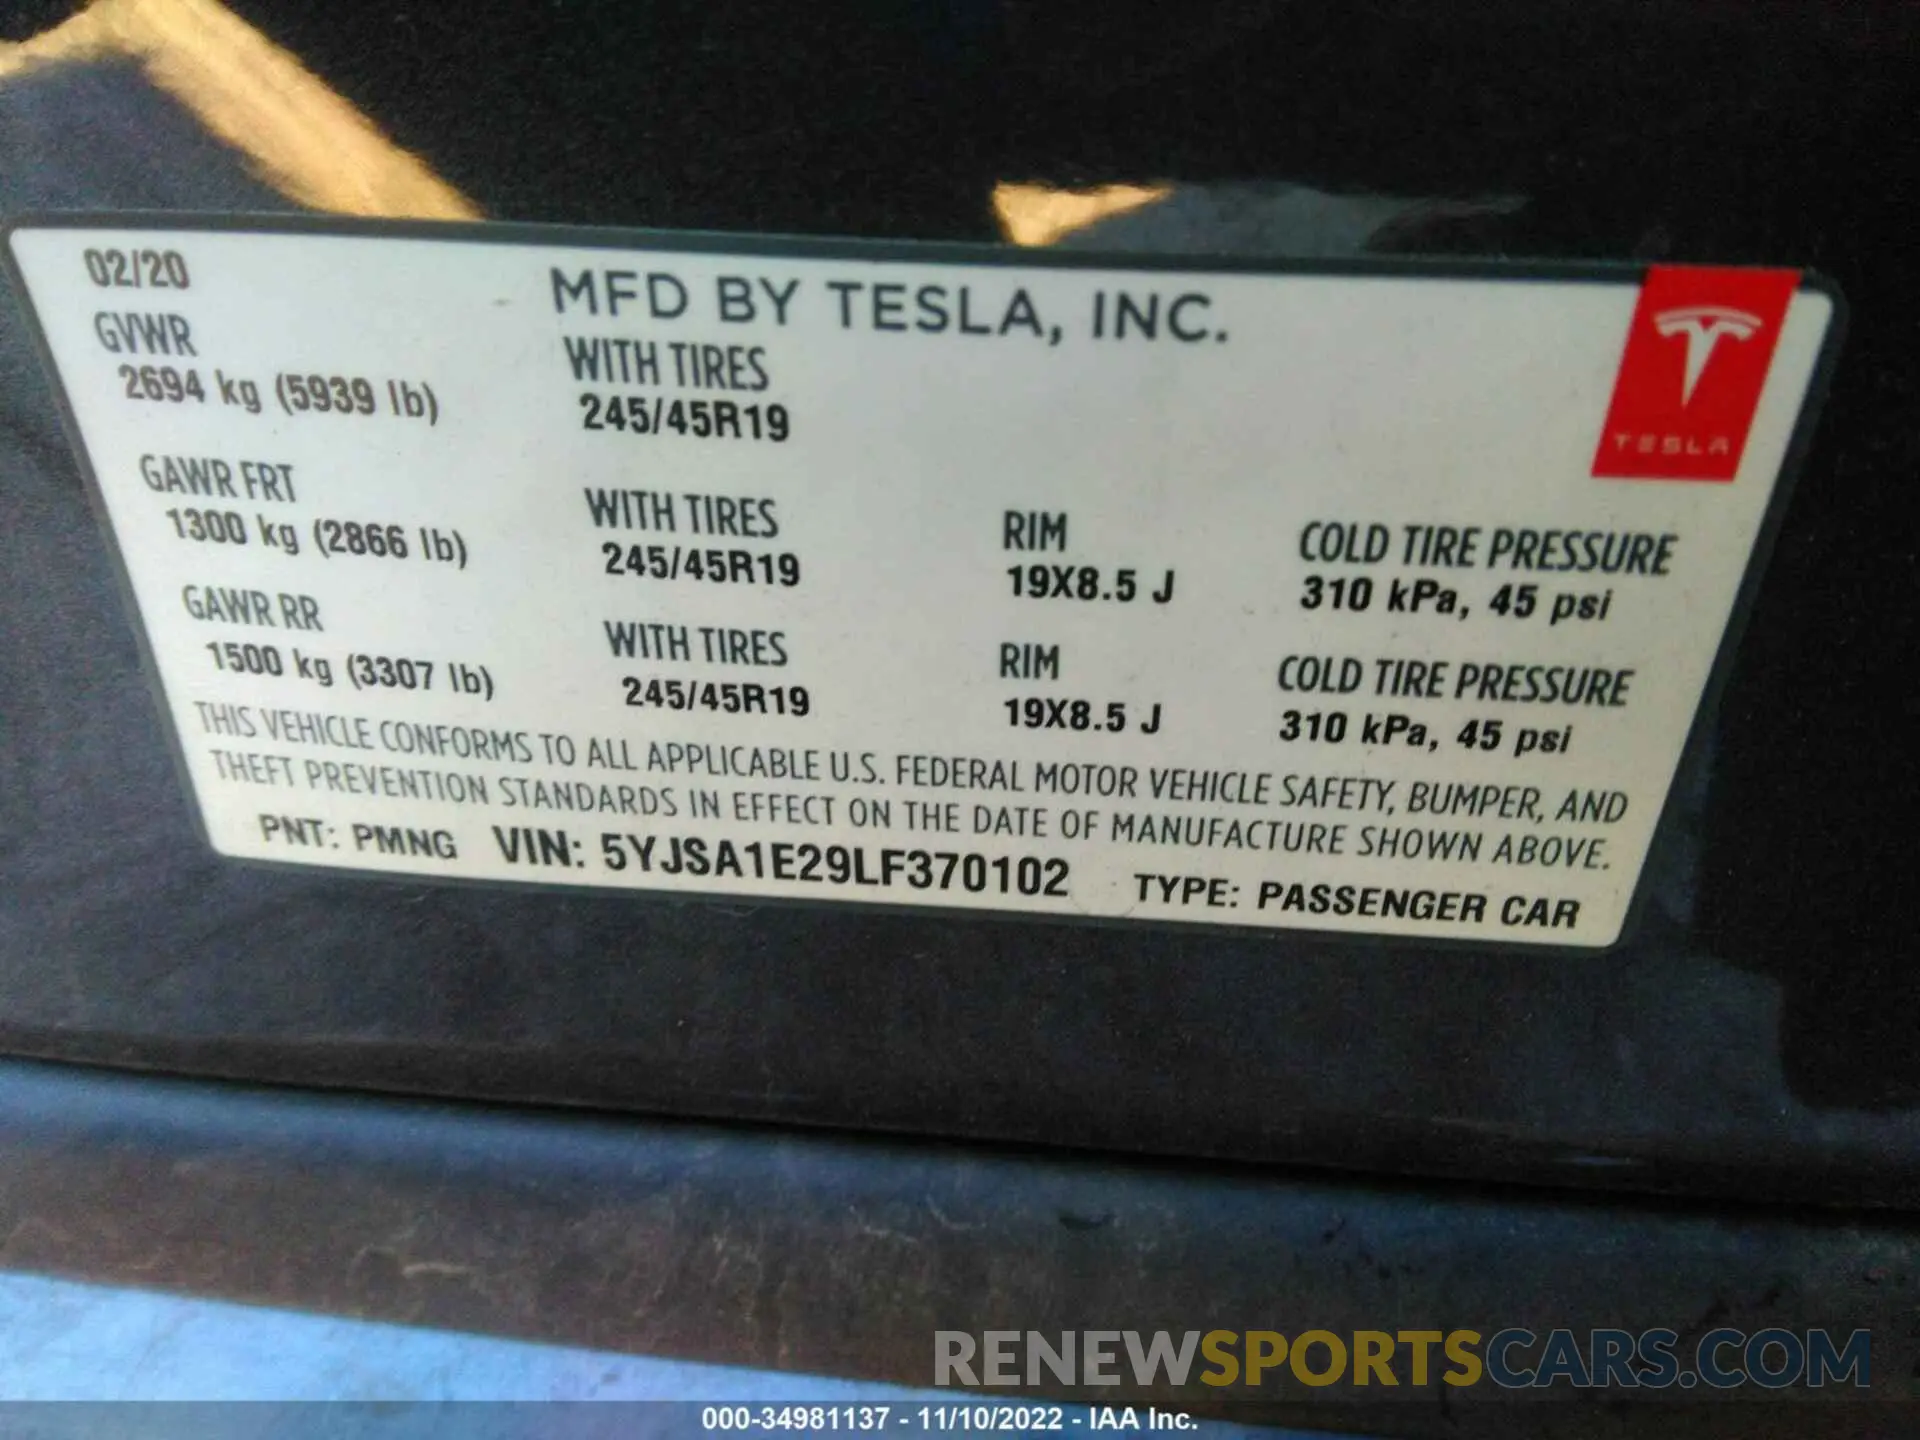 02/20
MFD BY TESLA, INC.
GVWR
2694 kg (5939 lb)
WITH TIRES
245/45R19
TESLA
GAWR FRT
1300 kg (2866 lb)
WITH TIRES
245/45R19
RIM
19X8.5 J
COLD TIRE PRESSURE
310 kPa, 45 psi
GAWR RR
1500 kg (3307 lb)
WITH TIRES
245/45R19
RIM
19X8.5 J
COLD TIRE PRESSURE
310 kPa, 45 psi
THIS VEHICLE CONFORMS TO ALL APPLICABLE U.S. FEDERAL MOTOR VEHICLE SAFETY, BUMPER, AND
THEFT PREVENTION STANDARDS IN EFFECT ON THE DATE OF MANUFACTURE SHOWN ABOVE.
PNT: PMNG VIN: 5YJSA1E29LF370102 TYPE: PASSENGER CAR
RENEWSPORTSCARS.COM
000-34981137 - 11/10/2022 - IAA Inc.